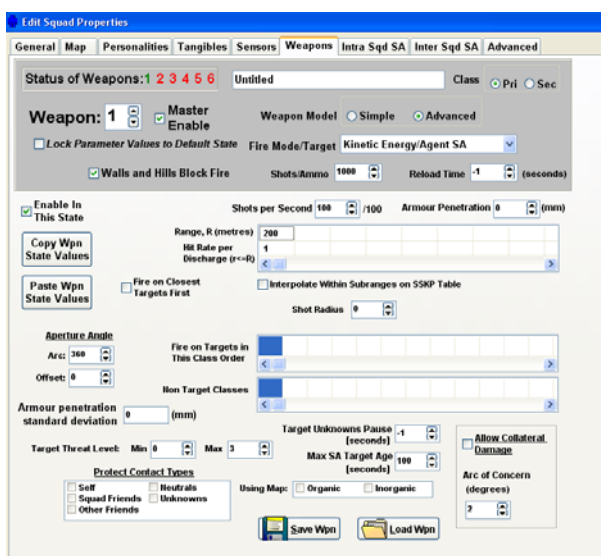 Edit Squad Properties
General Map Personalities Tangibles Sensors Weapons Intra Sqd SA Inter Sqd SA Advanced
Status of Weapons: 1 2 3 4 5 6 Untitled Class Pri Sec
Weapon: 1 Master Enable Weapon Model Simple Advanced
Lock Parameter Values to Default State Fire Mode/Target Kinetic Energy/Agent SA
Walls and Hills Block Fire Shots/Ammo 1000 Reload Time -1 (seconds)
Enable In This State Shots per Second 100 /100 Armour Penetration 0 (mm)
Copy Wpn State Values
Range, R (metres) 200
Hit Rate per Discharge (r<=R) 1
Paste Wpn State Values
Fire on Closest Targets First
Interpolate Within Subranges on SSKP Table
Shot Radius 0
Aperture Angle
Arc: 360
Offset: 0
Fire on Targets in This Class Order
Non Target Classes
Armour penetration standard deviation 0 (mm)
Target Unknowns Pause (seconds) -1
Target Threat Level: Min 0 Max 3
Max SA Target Age (seconds) 100
Allow Collateral Damage
Arc of Concern (degrees)
2
Protect Contact Types
Self Neutrals
Squad Friends Unknowns
Other Friends
Using Map: Organic Inorganic
Save Wpn Load Wpn